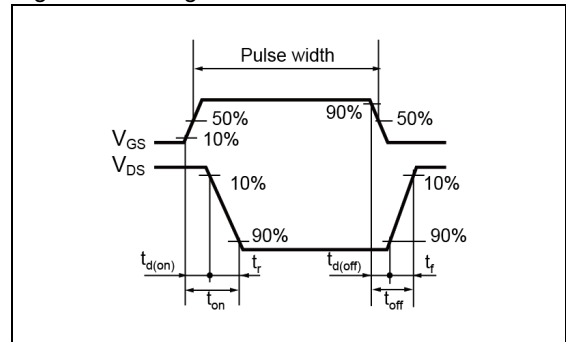 Pulse width
50%
90%
50%
V_GS
10%
V_DS
10%
10%
90%
90%
t_d(on)
t_r
t_d(off)
t_f
t_on
t_off